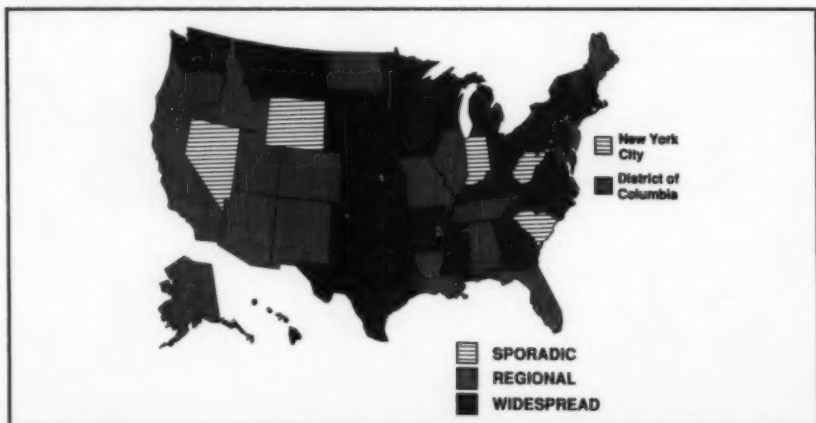 New York
City
District of
Columbia
SPORADIC
REGIONAL
WIDESPREAD